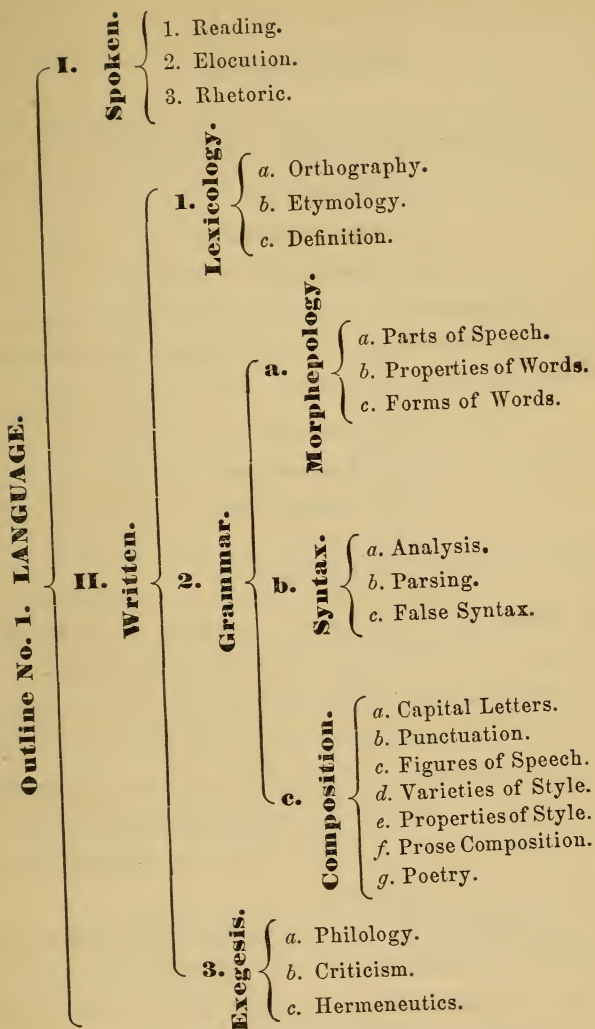 Outline No. 1. LANGUAGE.
I. Spoken.
1. Reading.
2. Elocution.
3. Rhetoric.
II. Written.
1. Lexicology.
a. Orthography.
b. Etymology.
c. Definition.
2. Grammar.
a. Morphepology.
a. Parts of Speech.
b. Properties of Words.
c. Forms of Words.
b. Syntax.
a. Analysis.
b. Parsing.
c. False Syntax.
c. Composition.
a. Capital Letters.
b. Punctuation.
c. Figures of Speech.
d. Varieties of Style.
e. Properties of Style.
f. Prose Composition.
g. Poetry.
3. Exegesis.
a. Philology.
b. Criticism.
c. Hermeneutics.